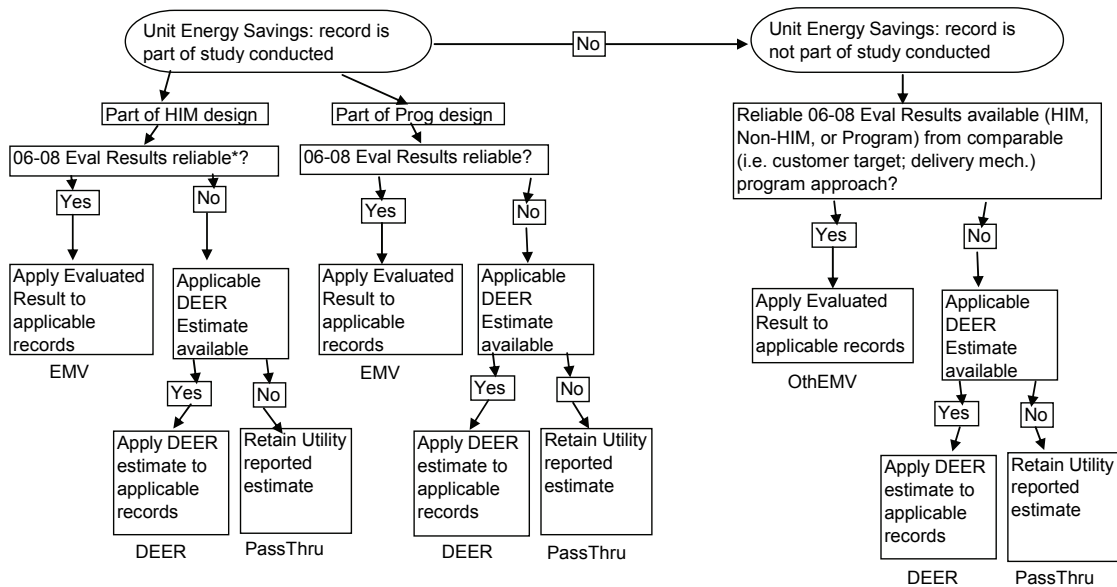 Unit Energy Savings: record is
part of study conducted
No
Unit Energy Savings: record is
not part of study conducted
Part of HIM design
Part of Prog design
06-08 Eval Results reliable*?
06-08 Eval Results reliable?
Reliable 06-08 Eval Results available (HIM,
Non-HIM, or Program) from comparable
(i.e. customer target; delivery mech.)
program approach?
Yes
No
Yes
No
Yes
No
Apply Evaluated
Result to
applicable
records
EMV
Applicable
DEER
Estimate
available
Apply Evaluated
Result to
applicable
records
EMV
Applicable
DEER
Estimate
available
Apply Evaluated
Result to
applicable records
OthEMV
Applicable
DEER
Estimate
available
Yes
No
Yes
No
Yes
No
Apply DEER
estimate to
applicable
records
DEER
Retain Utility
reported
estimate
PassThru
Apply DEER
estimate to
applicable
records
DEER
Retain Utility
reported
estimate
PassThru
Apply DEER
estimate to
applicable
records
DEER
Retain Utility
reported
estimate
PassThru